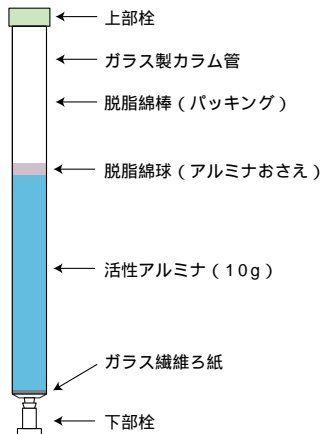 上部栓
ガラス製カラム管
脱脂綿棒（パッキング）
脱脂綿球（アルミナおさえ）
活性アルミナ（10g）
ガラス繊維ろ紙
下部栓